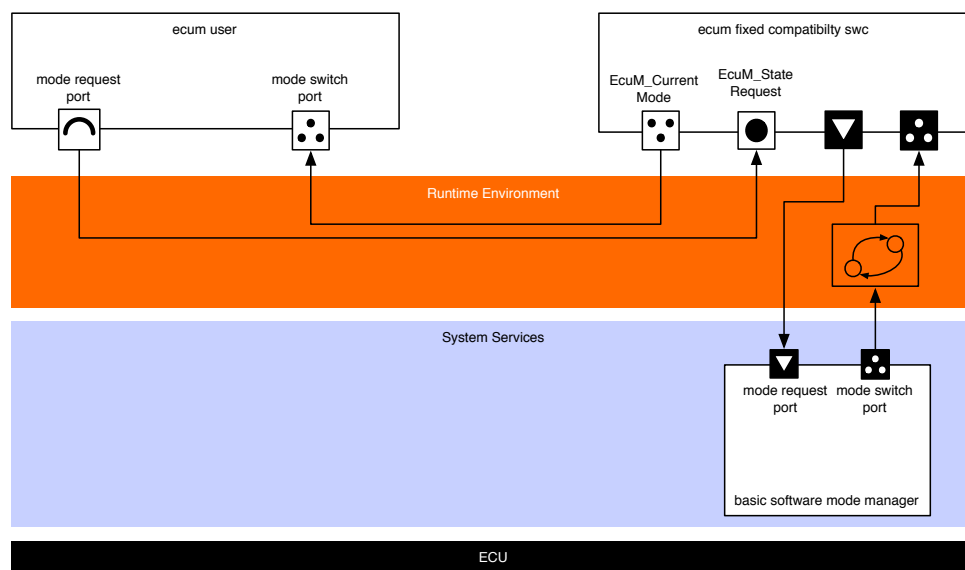 ecum user
ecum fixed compatibilty swc
mode request
port
mode switch
port
EcuM_Current
Mode
EcuM_State
Request
Runtime Environment
System Services
mode request
port
mode switch
port
basic software mode manager
ECU